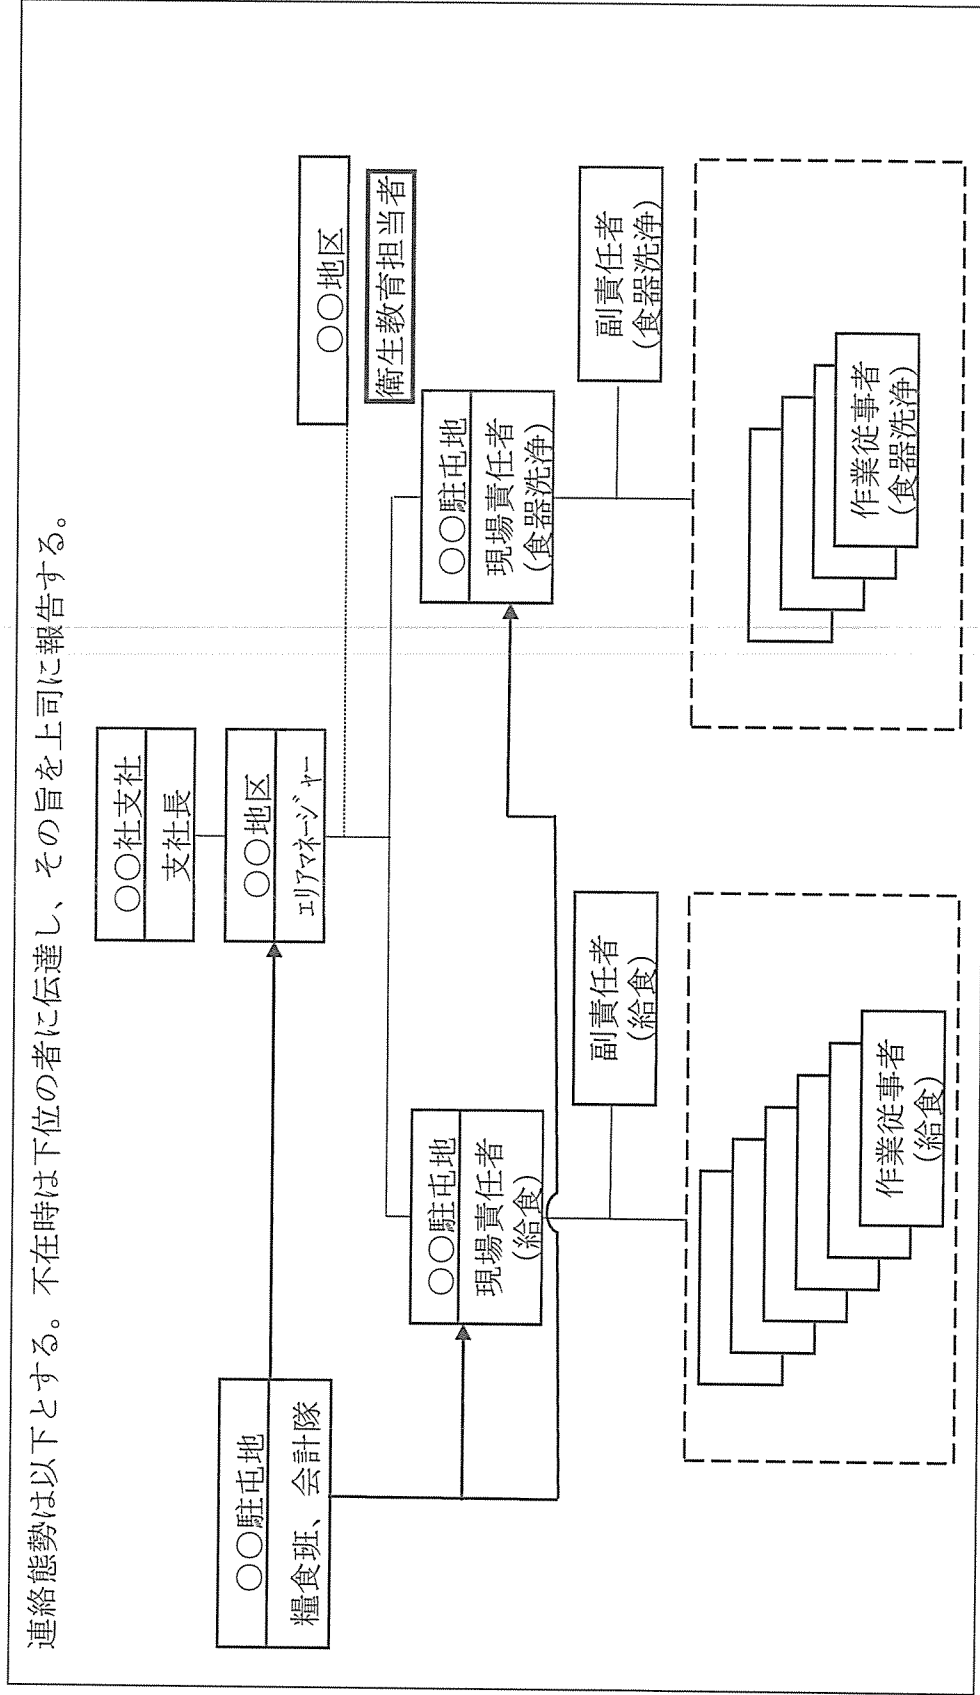 連絡態勢は以下とする。不在時は下位の者に伝達し、その旨を上司に報告する。
〇〇社支社
支社長
〇〇駐屯地
糧食班、会計隊
〇〇地区
エリアマネージャー
〇〇地区
衛生教育担当者
〇〇駐屯地
現場責任者
(給食)
〇〇駐屯地
現場責任者
(食器洗浄)
副責任者
(給食)
副責任者
(食器洗浄)
作業従事者
(給食)
作業従事者
(食器洗浄)